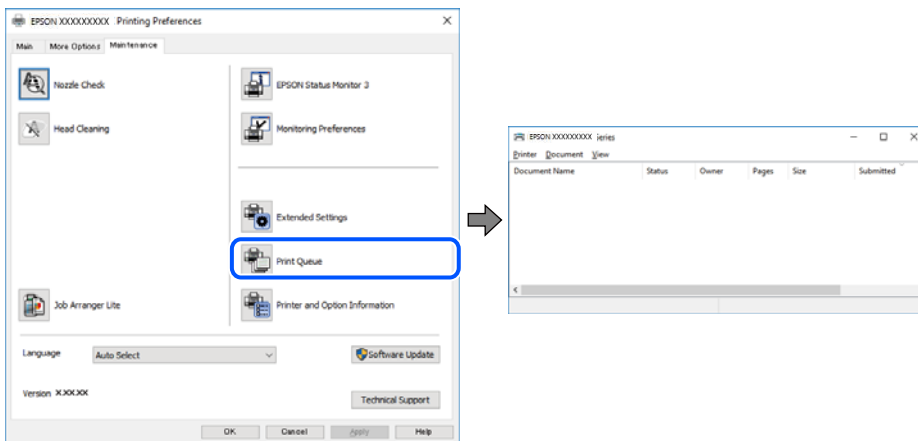 EPSON XXXXXXXXX Printing Preferences
Main More Options Maintenance
Nozzle Check
EPSON Status Monitor 3
Head Cleaning
Monitoring Preferences
Extended Settings
Print Queue
Job Arranger Lite
Printer and Option Information
Language Auto Select
Software Update
Version X.XX.XX
Technical Support
OK Cancel Apply Help
EPSON XXXXXXXXX ieries
Printer Document View
Document Name Status Owner Pages Size Submitted